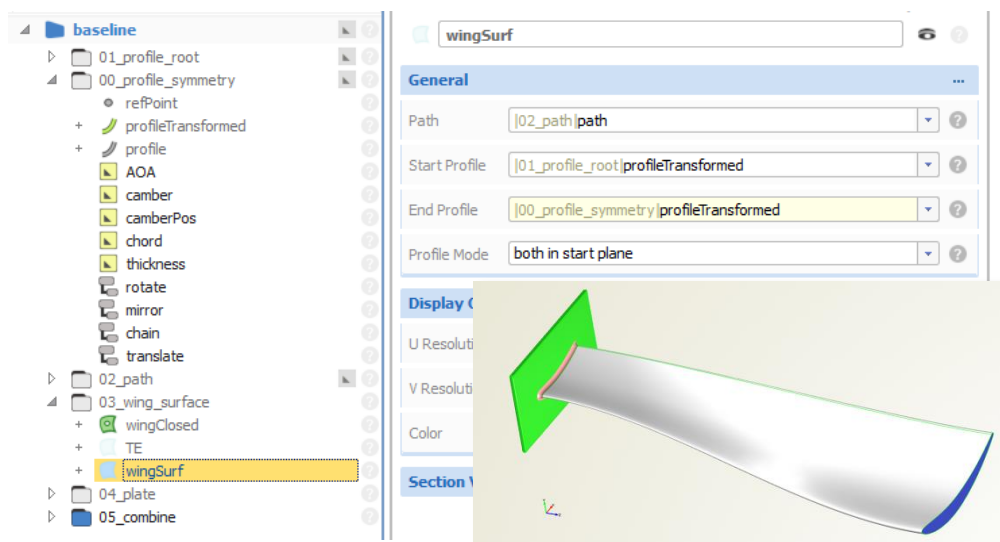 baseline
01_profile_root
00_profile_symmetry
refPoint
profileTransformed
profile
AOA
camber
camberPos
chord
thickness
rotate
mirror
chain
translate
02_path
03_wing_surface
wingClosed
TE
wingSurf
04_plate
05_combine
wingSurf
General
Path |02_path|path
Start Profile |01_profile_root|profileTransformed
End Profile |00_profile_symmetry|profileTransformed
Profile Mode both in start plane
Display
U Resoluti
V Resoluti
Color
Section